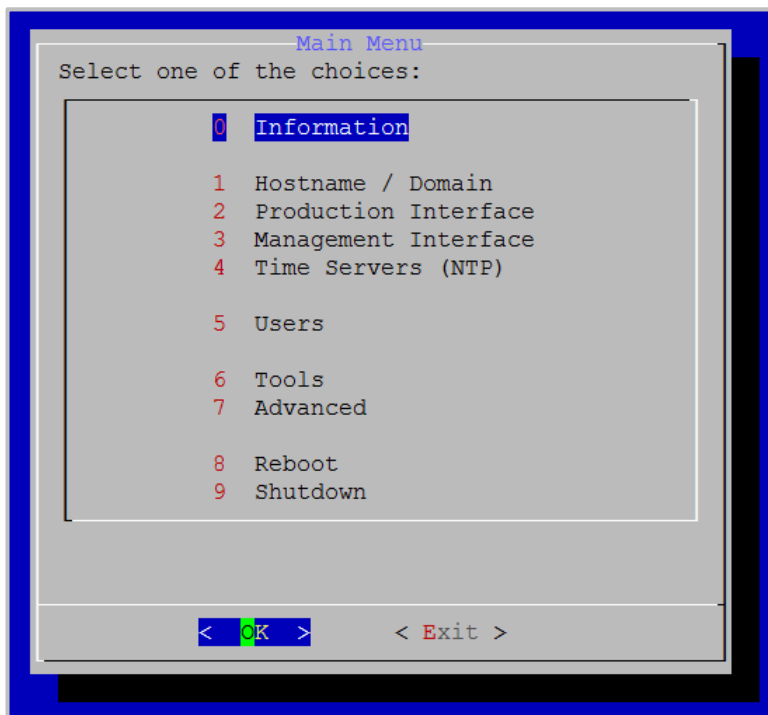 Main Menu
Select one of the choices:
0 Information
1 Hostname / Domain
2 Production Interface
3 Management Interface
4 Time Servers (NTP)
5 Users
6 Tools
7 Advanced
8 Reboot
9 Shutdown
< OK > < Exit >